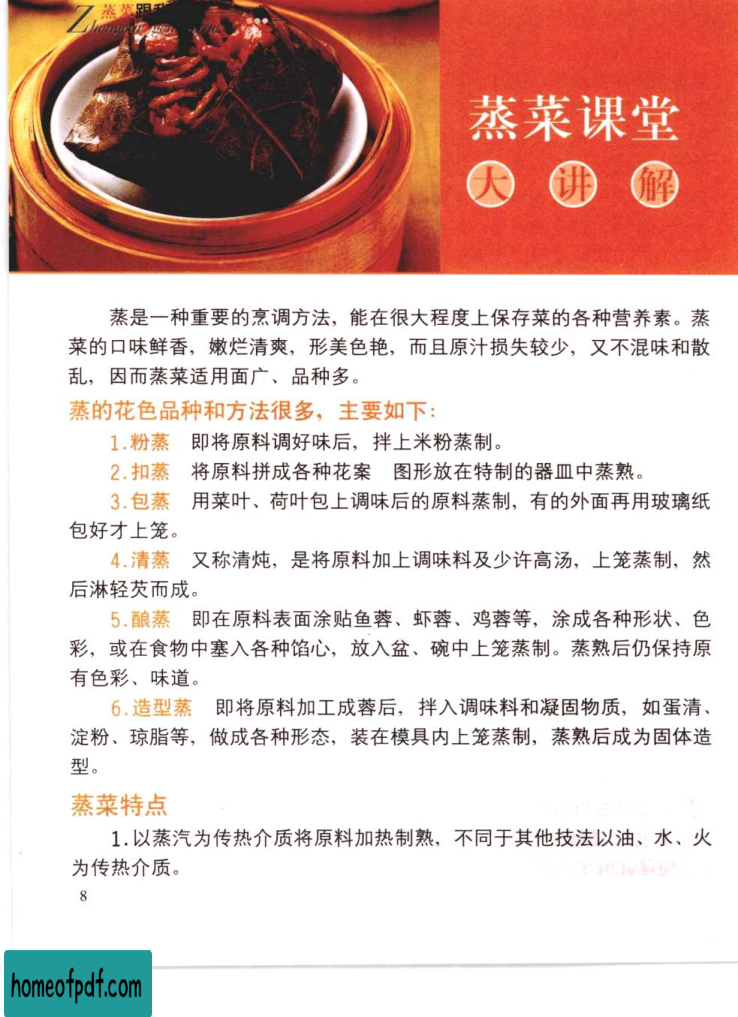 蒸菜跟我
蒸菜课堂
大讲解
蒸是一种重要的烹调方法，能在很大程度上保存菜的各种营养素。蒸
菜的口味鲜香，嫩烂清爽，形美色艳，而且原汁损失较少，又不混味和散
乱，因而蒸菜适用面广、品种多。
蒸的花色品种和方法很多，主要如下：
1.粉蒸 即将原料调好味后，拌上米粉蒸制。
2.扣蒸 将原料拼成各种花案 图形放在特制的器皿中蒸熟。
3.包蒸 用菜叶、荷叶包上调味后的原料蒸制，有的外面再用玻璃纸
包好才上笼。
4.清蒸 又称清炖，是将原料加上调味料及少许高汤，上笼蒸制，然
后淋轻芡而成。
5.酿蒸 即在原料表面涂贴鱼蓉、虾蓉、鸡蓉等，涂成各种形状、色
彩，或在食物中塞入各种馅心，放入盆、碗中上笼蒸制。蒸熟后仍保持原
有色彩、味道。
6.造型蒸 即将原料加工成蓉后，拌入调味料和凝固物质，如蛋清、
淀粉、琼脂等，做成各种形态，装在模具内上笼蒸制，蒸熟后成为固体造
型。
蒸菜特点
1.以蒸汽为传热介质将原料加热制熟，不同于其他技法以油、水、火
为传热介质。
8
homeofpdf.com